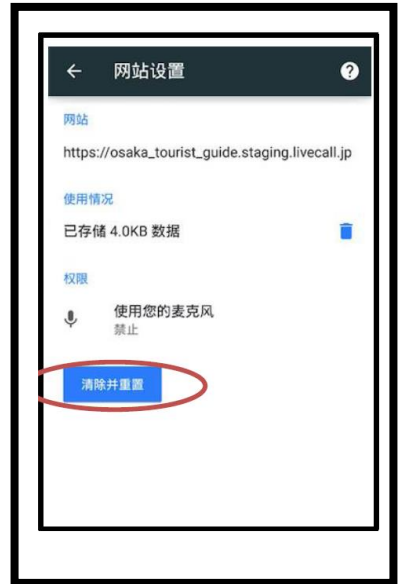 网站设置
网站
https://osaka_tourist_guide.staging.livecall.jp
使用情况
已存储 4.0KB 数据
权限
使用您的麦克风
禁止
清除并重置